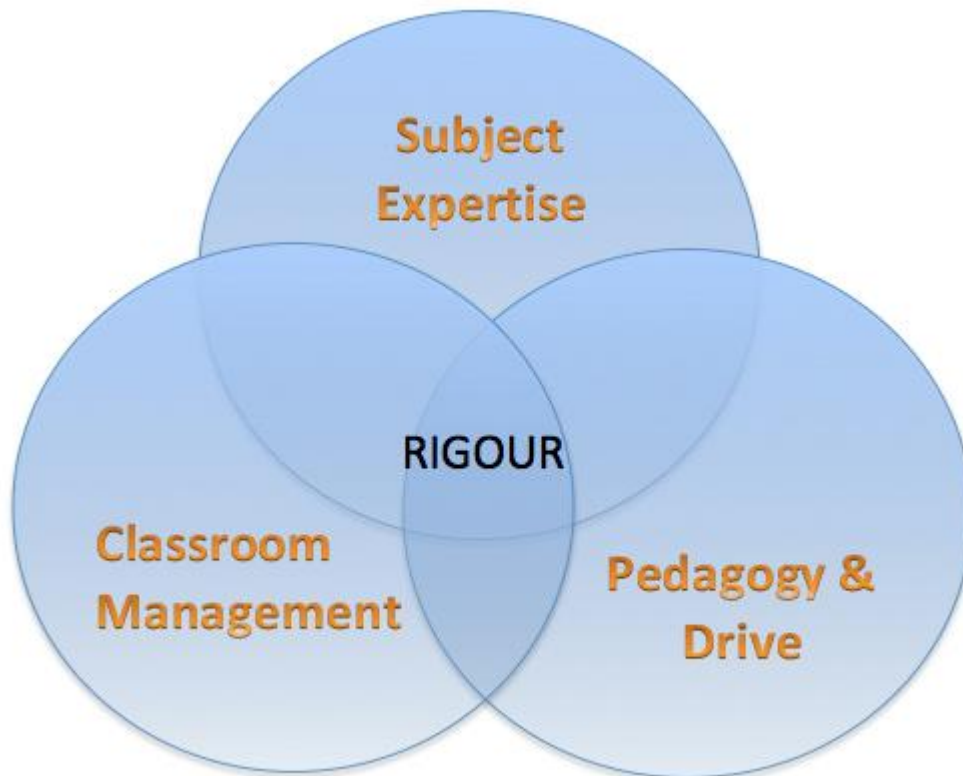 Subject
Expertise
RIGOUR
Classroom
Management
Pedagogy &
Drive